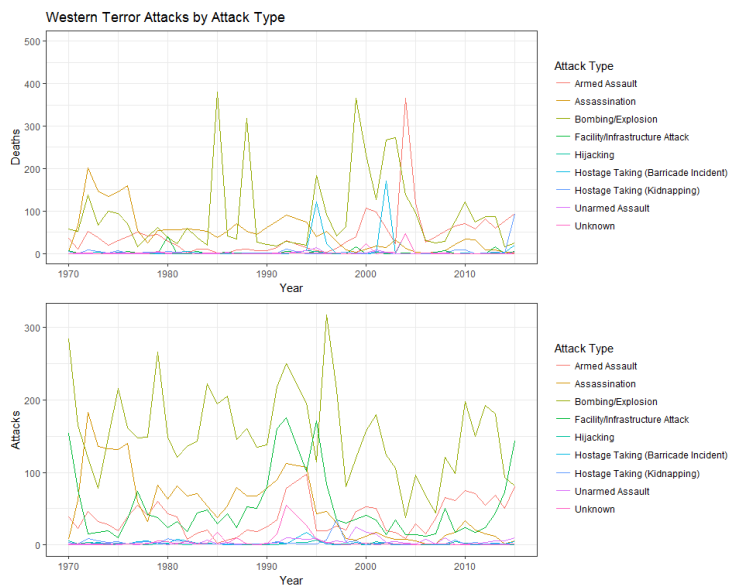 Western Terror Attacks by Attack Type
500
400
300
200
100
0
Deaths
1970
1980
1990
2000
2010
Year
Attack Type
Armed Assault
Assassination
Bombing/Explosion
Facility/Infrastructure Attack
Hijacking
Hostage Taking (Barricade Incident)
Hostage Taking (Kidnapping)
Unarmed Assault
Unknown
300
200
100
0
Attacks
1970
1980
1990
2000
2010
Year
Attack Type
Armed Assault
Assassination
Bombing/Explosion
Facility/Infrastructure Attack
Hijacking
Hostage Taking (Barricade Incident)
Hostage Taking (Kidnapping)
Unarmed Assault
Unknown